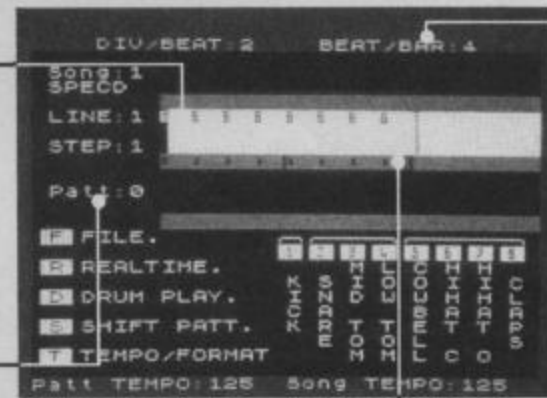 DIV/BEAT:2 BEAT/BAR:4
Song:1
SPECD
LINE:1
STEP:1
Patt:0
F FILE.
R REALTIME.
D DRUM PLAY.
S SHIFT PATT.
T TEMPO/FORMAT
1 2 3 4 5 6 7 8
KICK
SNARE
MID TOM
LOW TOM
COWBELL
HIHAT C
HIHAT O
CLAPS
Patt TEMPO:125 Song TEMPO:125